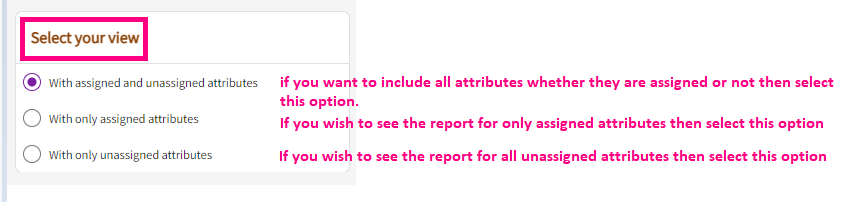 Select your view
With assigned and unassigned attributes
if you want to include all attributes whether they are assigned or not then select
this option.
With only assigned attributes
If you wish to see the report for only assigned attributes then select this option
With only unassigned attributes
If you wish to see the report for all unassigned attributes then select this option